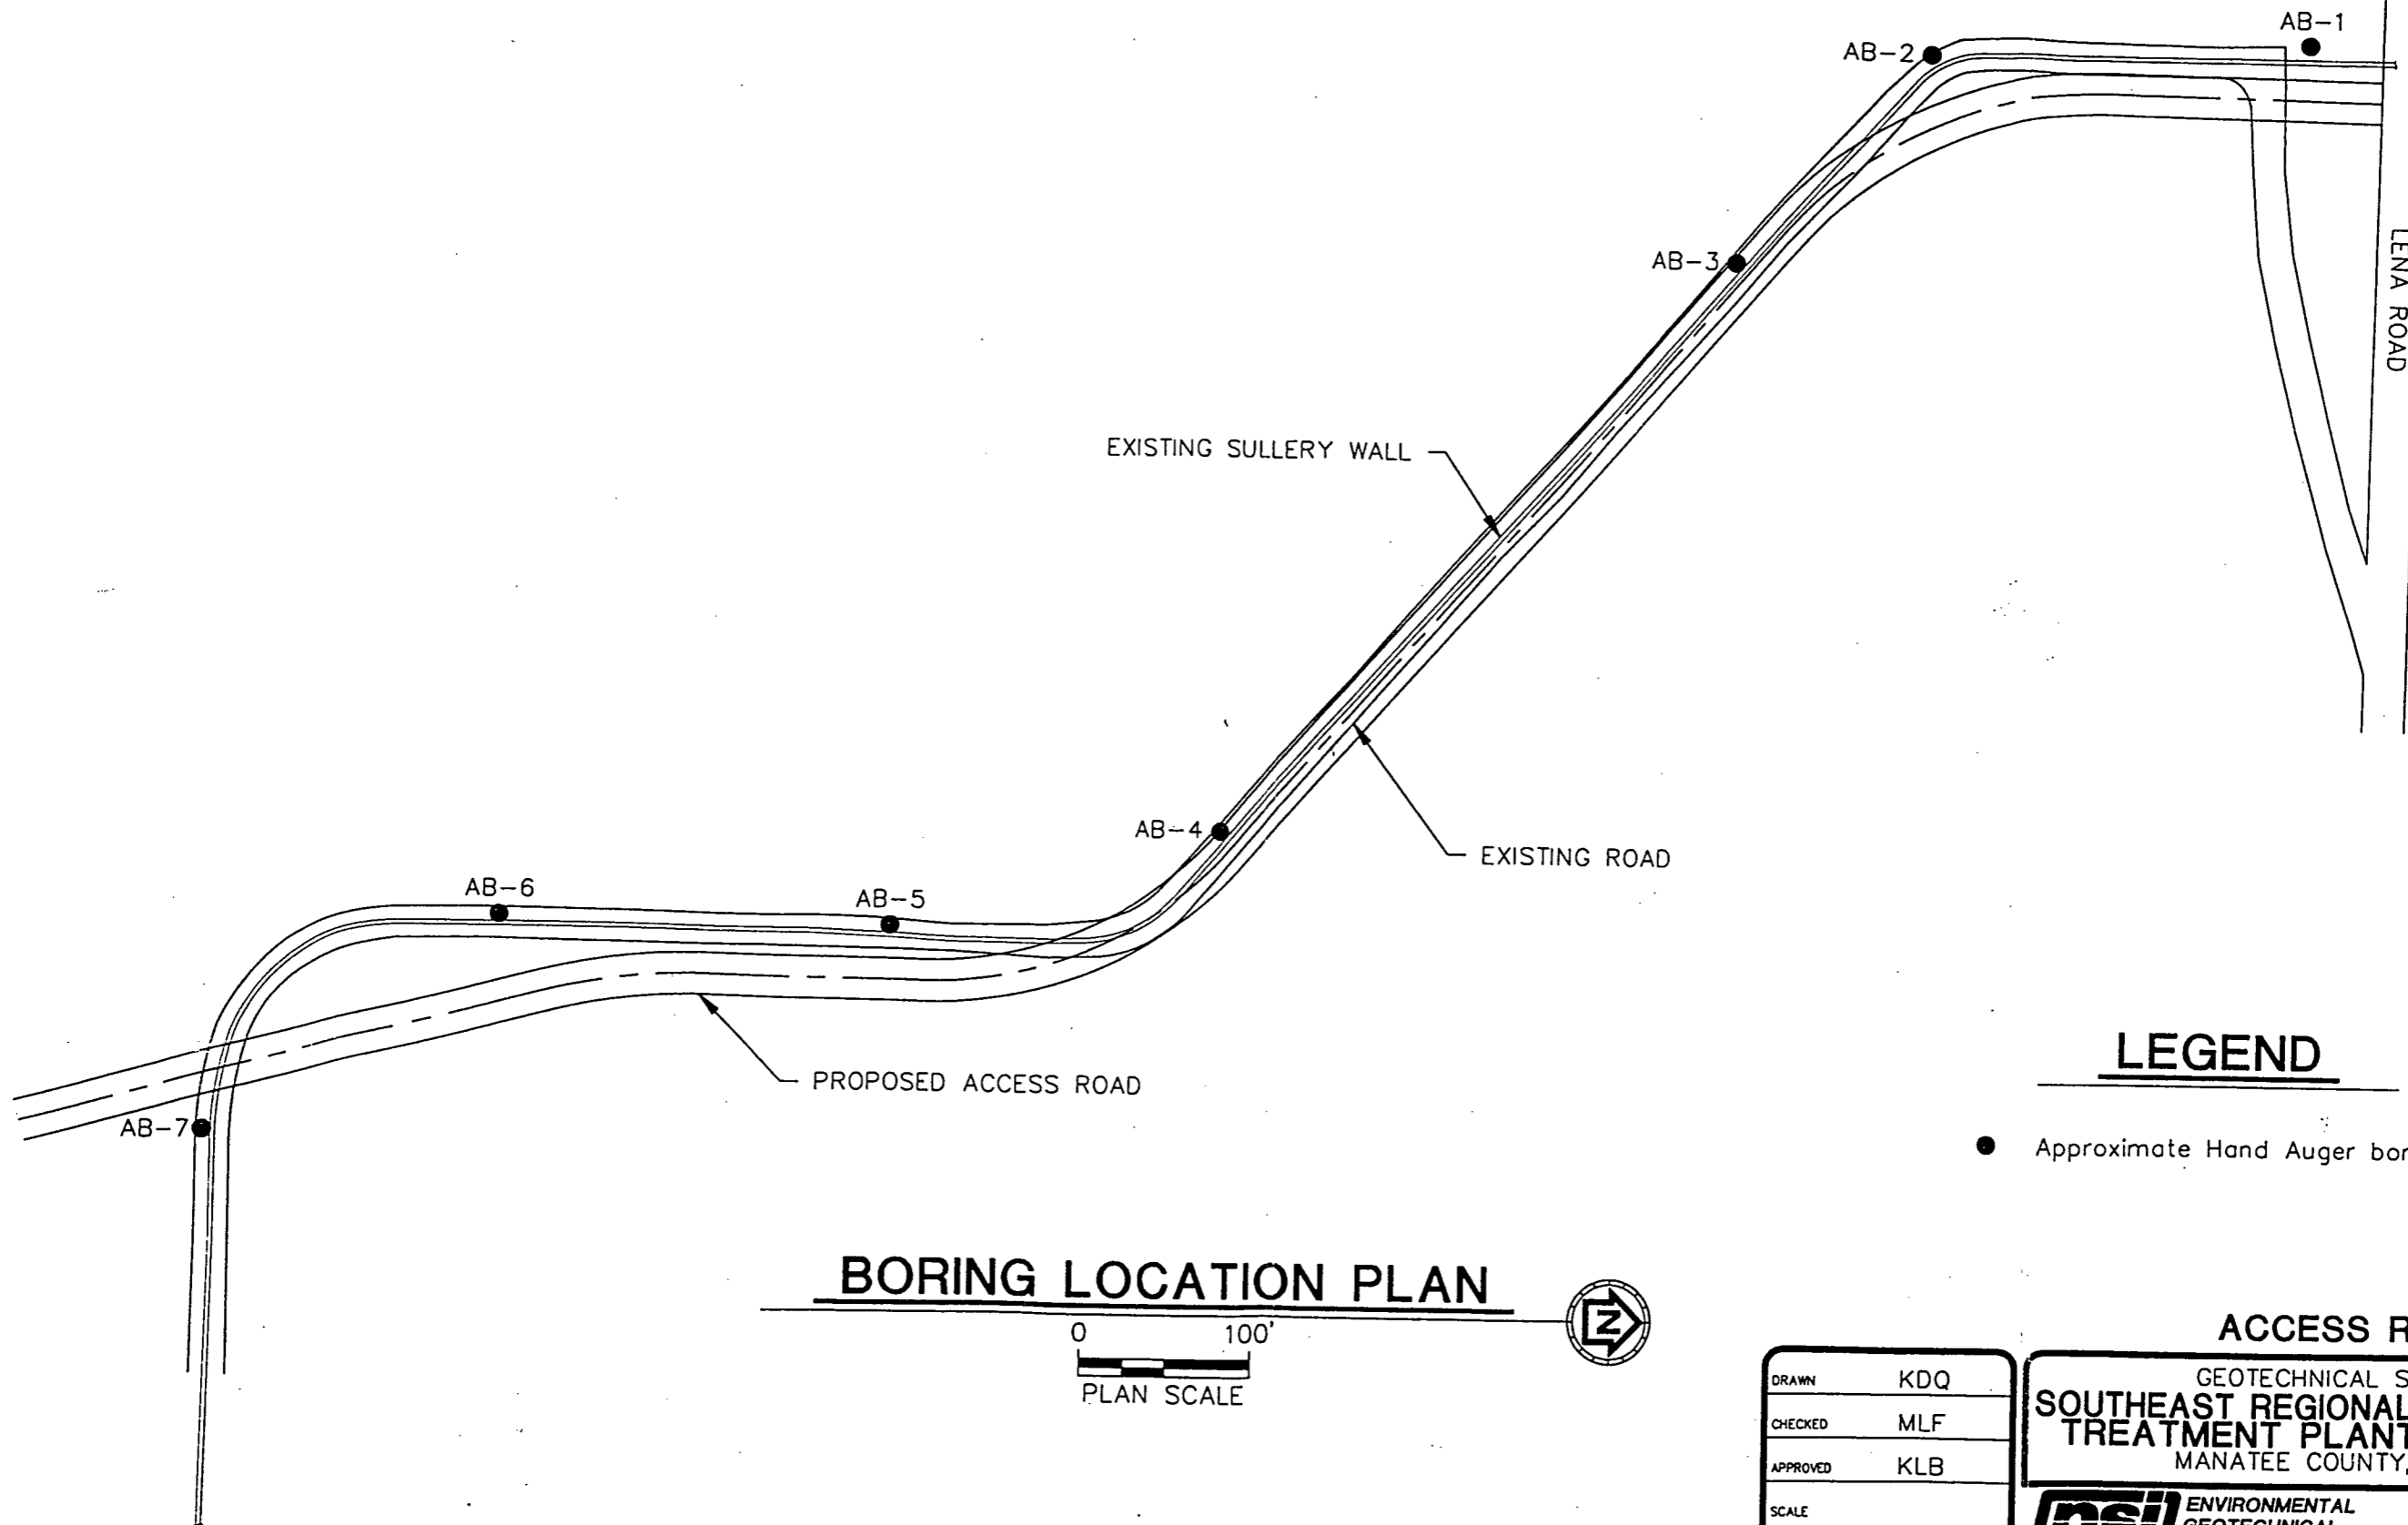 AB-1
AB-2
LENA ROAD
AB-3
EXISTING SULLERY WALL
AB-4
EXISTING ROAD
AB-6
AB-5
PROPOSED ACCESS ROAD
AB-7
LEGEND
● Approximate Hand Auger
BORING LOCATION PLAN
N
0 100'
PLAN SCALE
ACCESS
DRAWN KDQ
CHECKED MLF
APPROVED KLB
SCALE
GEOTECHNICAL
SOUTHEAST REGIONAL
TREATMENT PLANT
MANATEE COUNTY,
psi ENVIRONMENTAL
GEOTECHNICAL